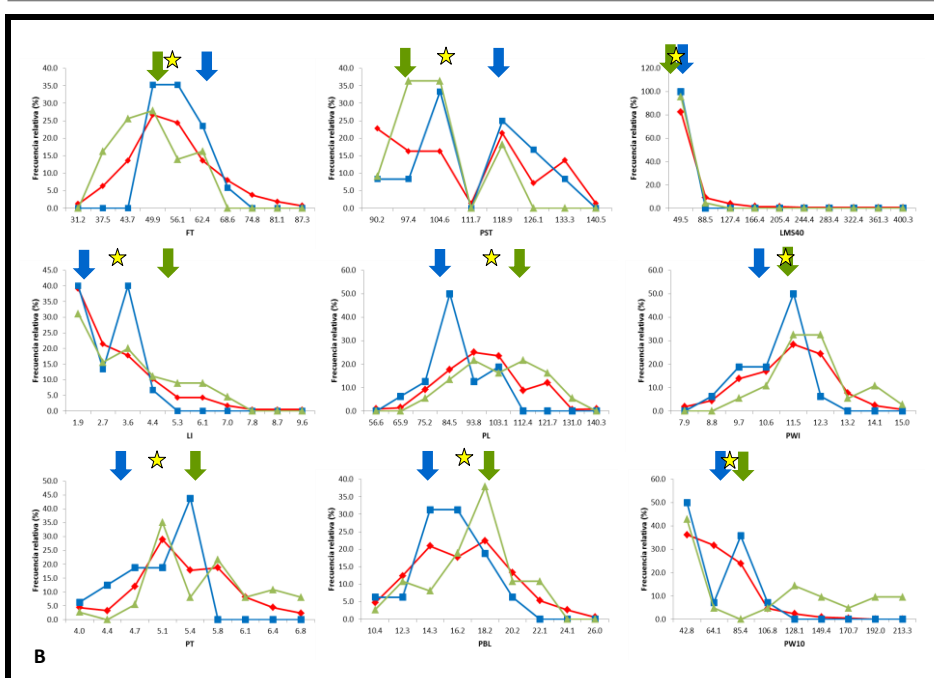 40.0
35.0
30.0
25.0
20.0
15.0
10.0
5.0
0.0
Frecuencia relativa (%)
31.2 37.5 43.7 49.9 56.1 62.4 68.6 74.8 81.1 87.3
FT
40.0
35.0
30.0
25.0
20.0
15.0
10.0
5.0
0.0
Frecuencia relativa (%)
90.2 97.4 104.6 111.7 118.9 126.1 133.3 140.5
PST
120.0
100.0
80.0
60.0
40.0
20.0
0.0
Frecuencia relativa (%)
49.5 88.5 127.4 166.4 205.4 244.4 283.4 322.4 361.3 400.3
LMS40
45.0
40.0
35.0
30.0
25.0
20.0
15.0
10.0
5.0
0.0
Frecuencia relativa (%)
1.9 2.7 3.6 4.4 5.3 6.1 7.0 7.8 8.7 9.6
LI
60.0
50.0
40.0
30.0
20.0
10.0
0.0
Frecuencia relativa (%)
56.6 65.9 75.2 84.5 93.8 103.1 112.4 121.7 131.0 140.3
PL
60.0
50.0
40.0
30.0
20.0
10.0
0.0
Frecuencia relativa (%)
7.9 8.8 9.7 10.6 11.5 12.3 13.2 14.1 15.0
PWI
50.0
45.0
40.0
35.0
30.0
25.0
20.0
15.0
10.0
5.0
0.0
Frecuencia relativa (%)
4.0 4.4 4.7 5.1 5.4 5.8 6.1 6.4 6.8
PT
40.0
35.0
30.0
25.0
20.0
15.0
10.0
5.0
0.0
Frecuencia relativa (%)
10.4 12.3 14.3 16.2 18.2 20.2 22.1 24.1 26.0
PBL
60.0
50.0
40.0
30.0
20.0
10.0
0.0
Frecuencia relativa (%)
42.8 64.1 85.4 106.8 128.1 149.4 170.7 192.0 213.3
PW10
B